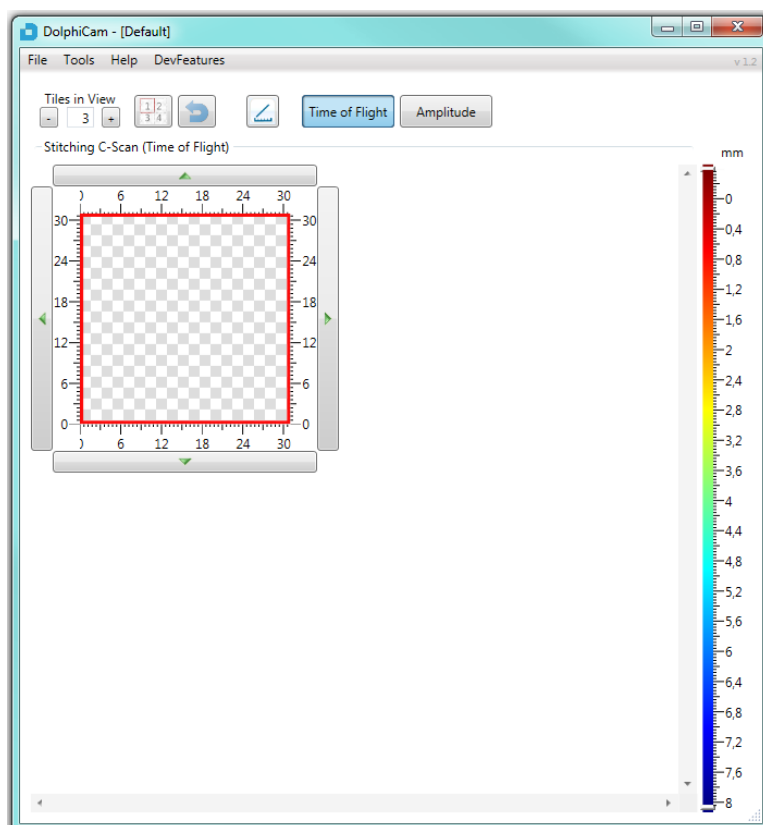 DolphiCam - [Default]
File Tools Help DevFeatures
v 1.2
Tiles in View
- 3 +
1 2
3 4
Time of Flight Amplitude
Stitching C-Scan (Time of Flight)
mm
6 12 18 24 30
30 30
24 24
18 18
12 12
6 6
0 0
6 12 18 24 30
0
0,4
0,8
1,2
1,6
2
2,4
2,8
3,2
3,6
4
4,4
4,8
5,2
5,6
6
6,4
6,8
7,2
7,6
8